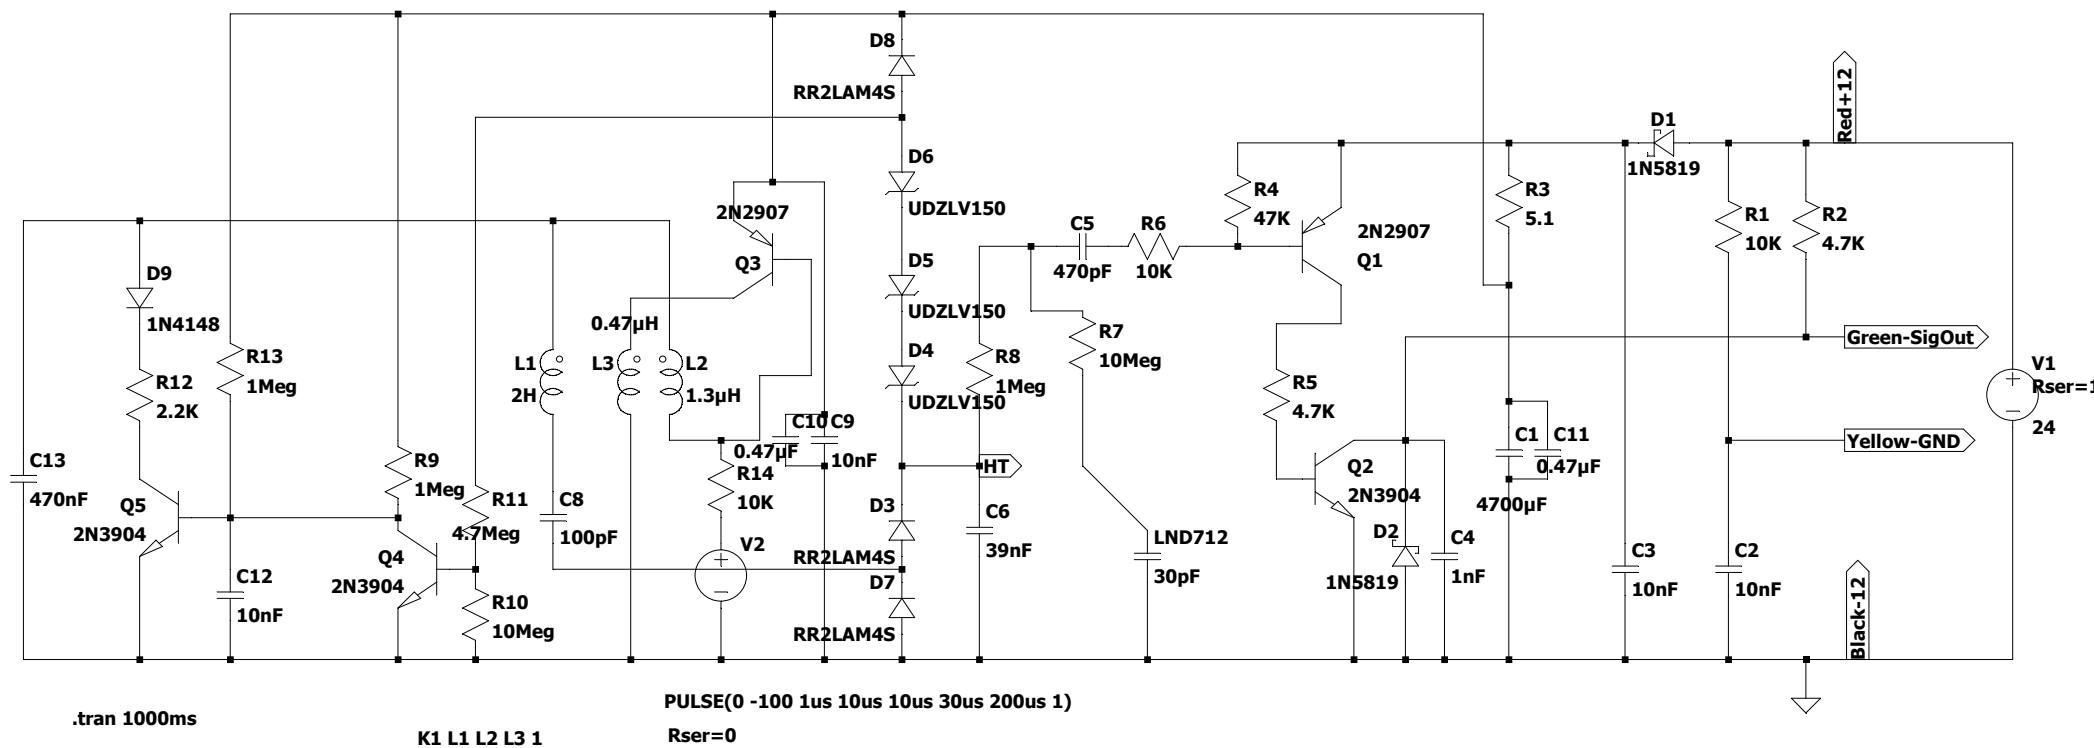 D8
RR2LAM4S
D6
UDZLV150
D5
UDZLV150
D4
UDZLV150
HT
D3
RR2LAM4S
D7
RR2LAM4S
2N2907
Q3
D9
1N4148
R12
2.2K
R13
1Meg
C13
470nF
Q5
2N3904
C12
10nF
R9
1Meg
Q4
2N3904
R11
4.7Meg
R10
10Meg
L1
2H
0.47µH
L3
L2
1.3µH
C8
100pF
C10
0.47µF
C9
10nF
R14
10K
V2
C5
470pF
R6
10K
R8
1Meg
R7
10Meg
C6
39nF
LND712
30pF
R4
47K
2N2907
Q1
R5
4.7K
Q2
2N3904
D2
1N5819
C4
1nF
R3
5.1
C1
4700µF
C11
0.47µF
D1
1N5819
C3
10nF
R1
10K
R2
4.7K
C2
10nF
Red+12
Green-SigOut
Yellow-GND
Black-12
V1
Rser=1
24
PULSE(0 -100 1us 10us 10us 30us 200us 1)
Rser=0
.tran 1000ms
K1 L1 L2 L3 1